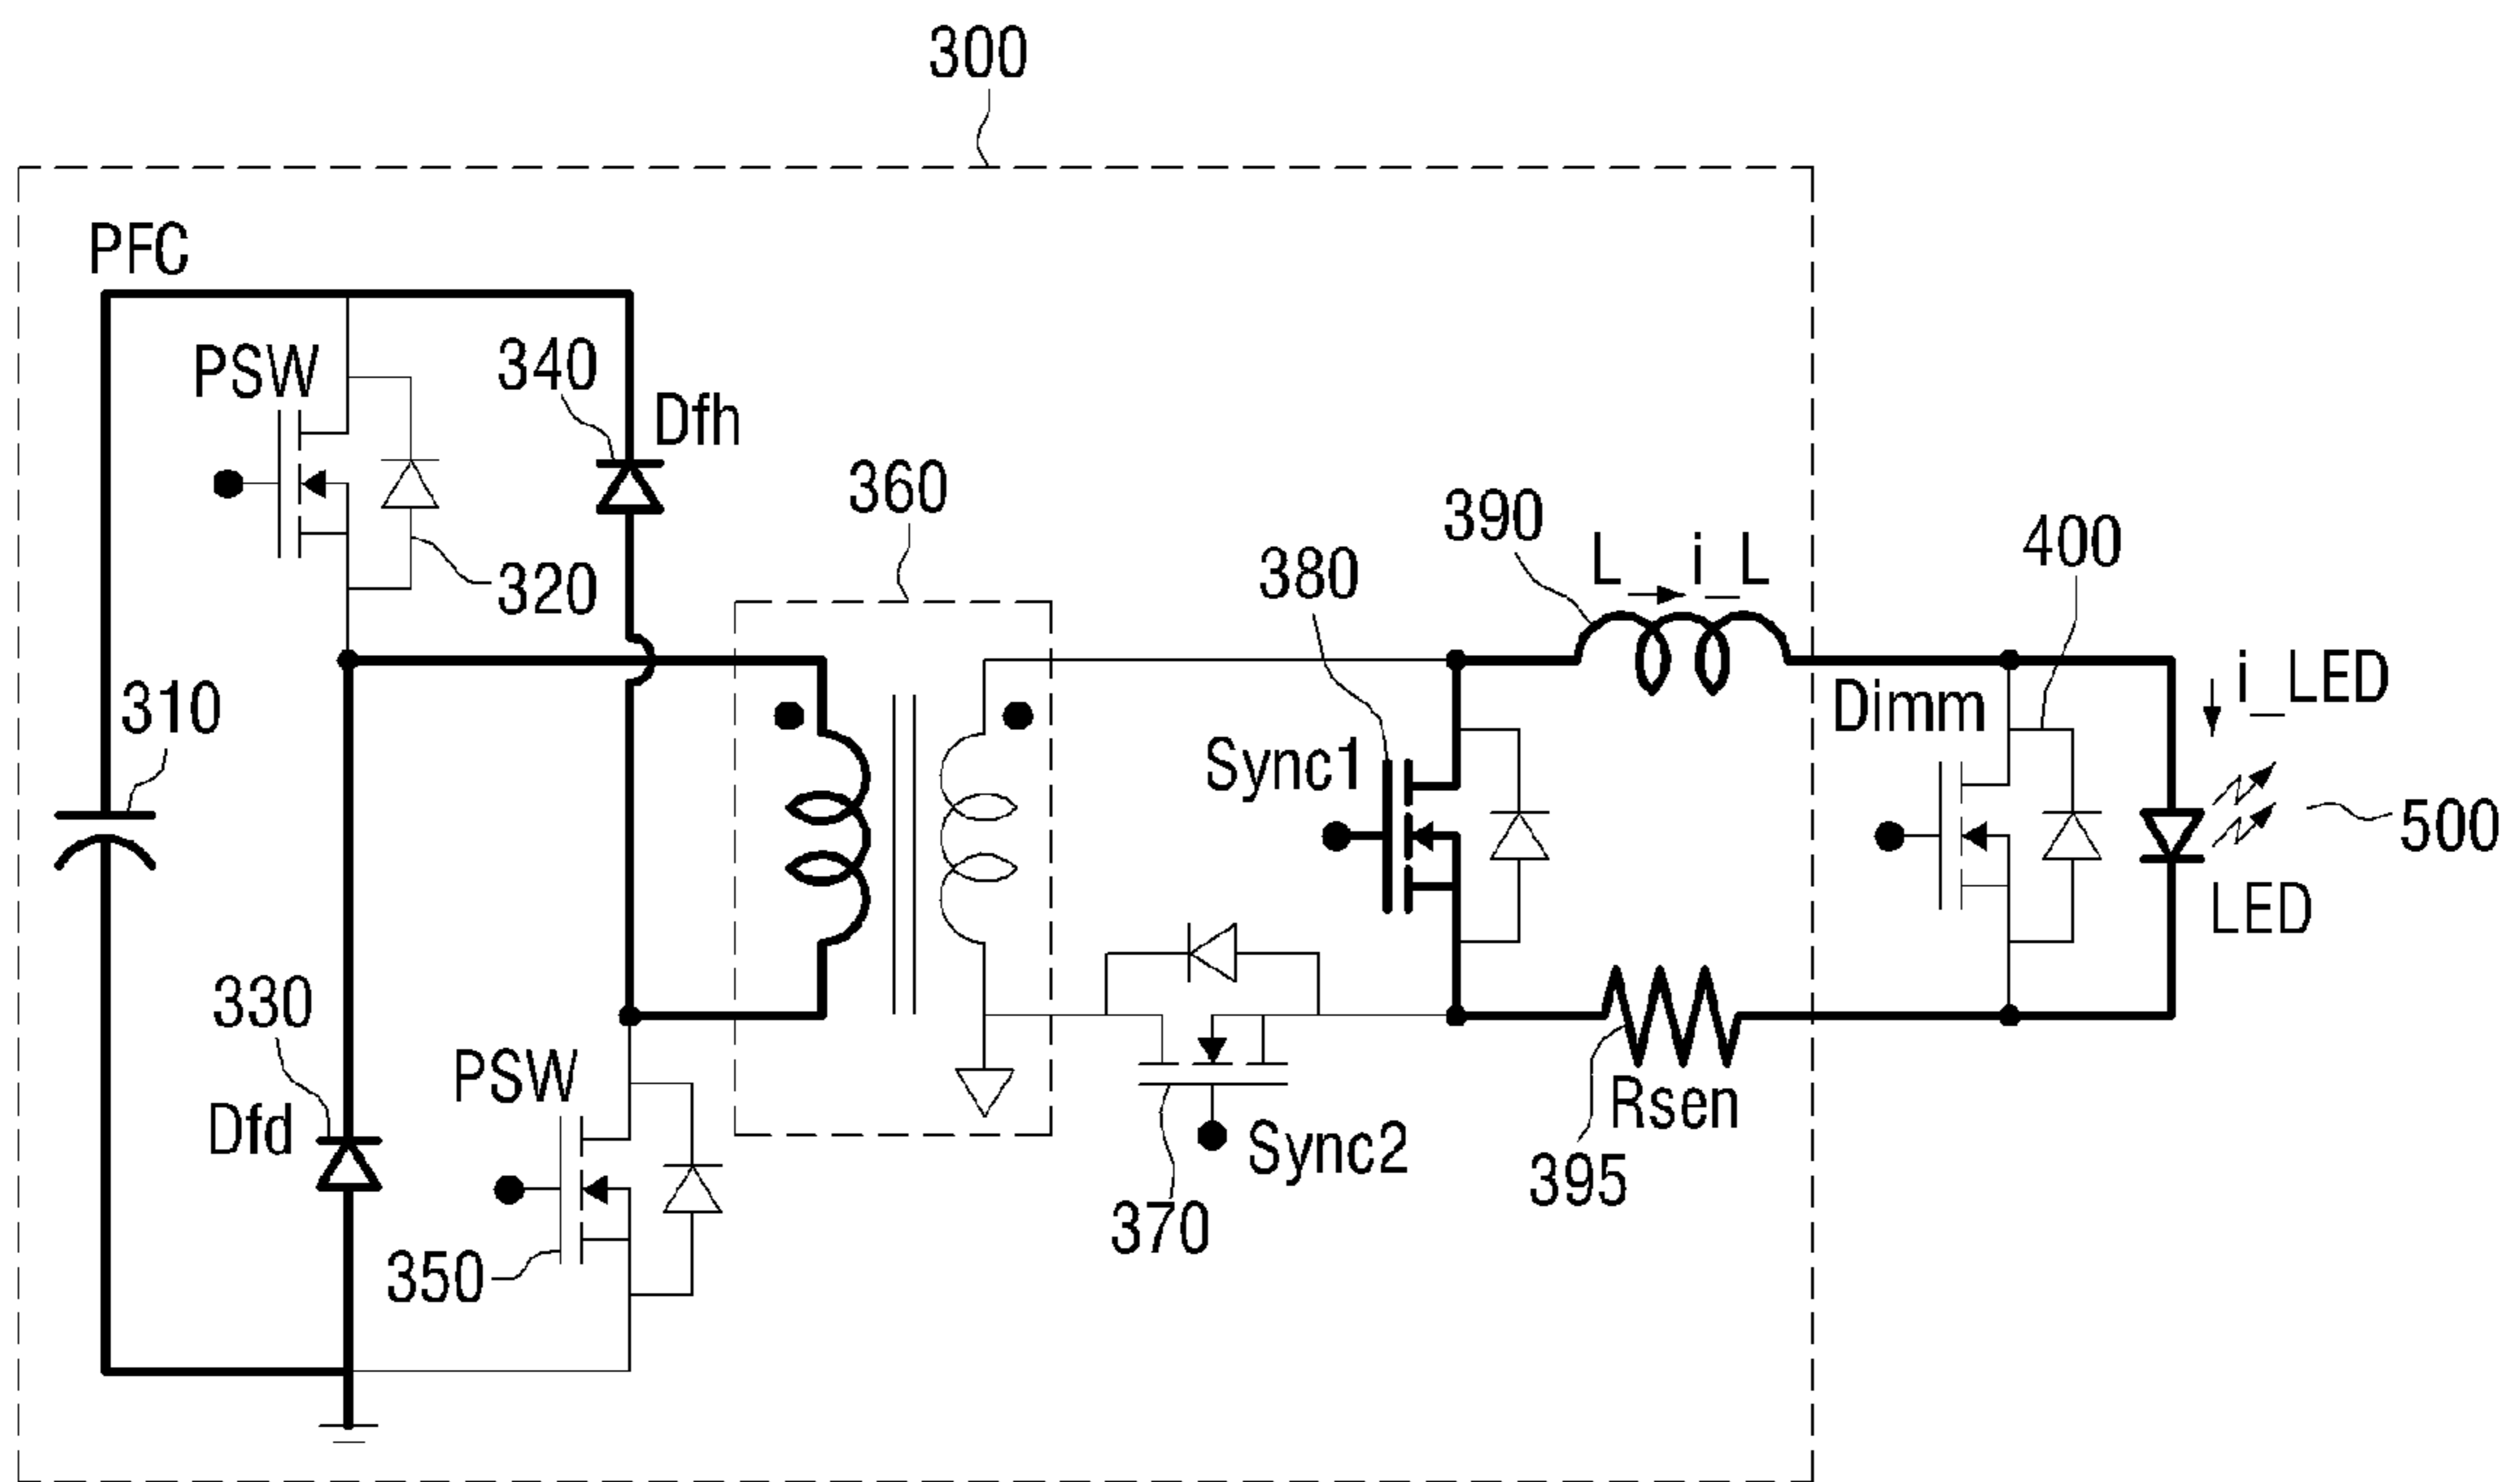 300
PFC
PSW
340
Dfh
320
360
390
L
i_L
380
400
Dimm
i_LED
310
Sync1
500
LED
330
Dfd
PSW
350
Sync2
370
Rsen
395